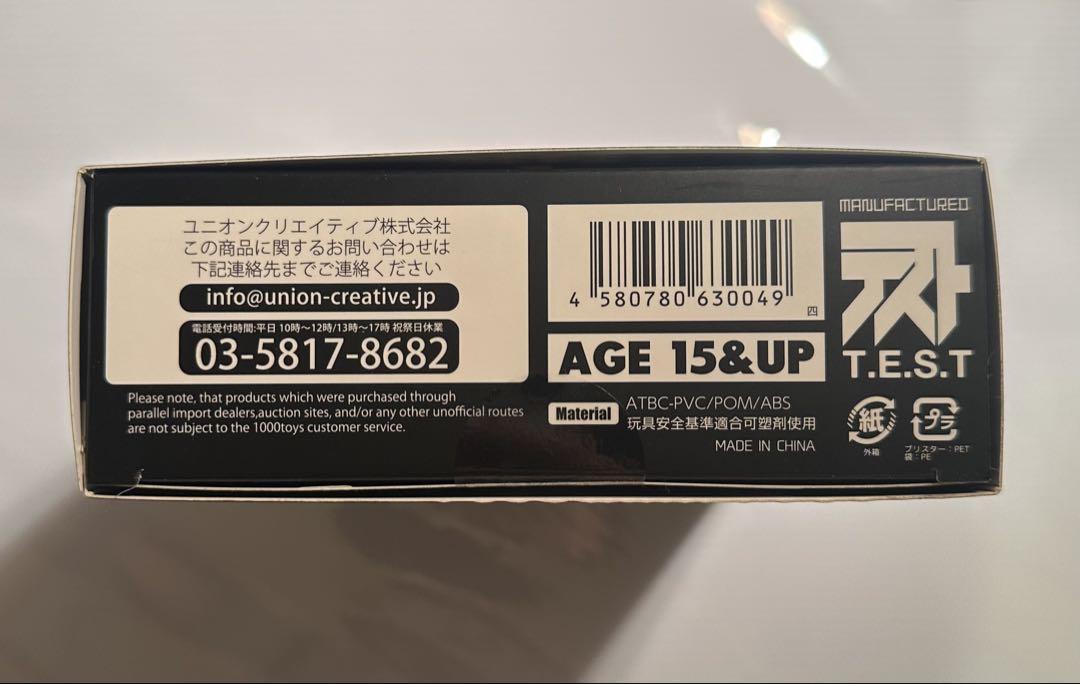 ユニオンクリエイティブ株式会社
この商品に関するお問い合わせは
下記連絡先までご連絡ください
info@union-creative.jp
電話受付時間:平日 10時〜12時/13時〜17時 祝祭日休業
03-5817-8682
Please note, that products which were purchased through
parallel import dealers,auction sites, and/or any other unofficial routes
are not subject to the 1000toys customer service.
4 580780 630049
四
AGE 15&UP
Material
ATBC-PVC/POM/ABS
玩具安全基準適合可塑剤使用
MADE IN CHINA
MANUFACTURED
テスト
T.E.S.T
紙
外箱
プラ
ブリスター:PET
袋:PE